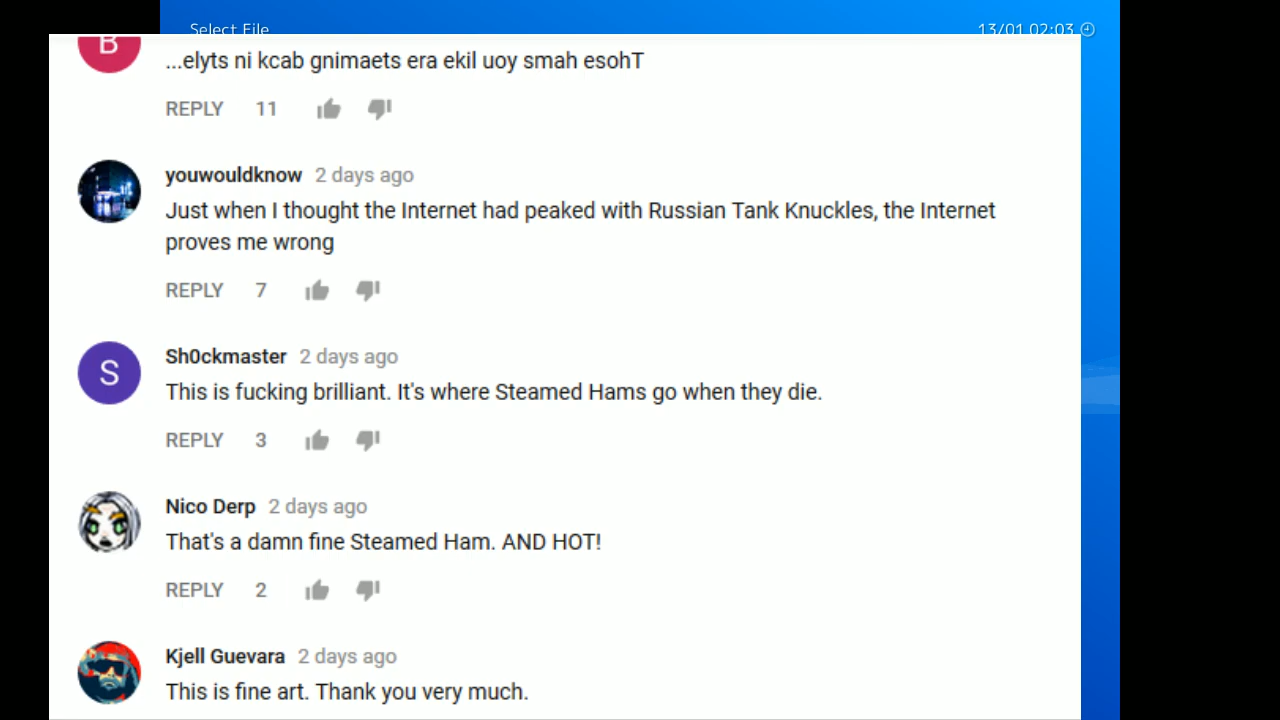 Select File
13/01 02:03
B
...elyts ni kcab gnimaets era ekil uoy smah esohT
REPLY 11
youwouldknow 2 days ago
Just when I thought the Internet had peaked with Russian Tank Knuckles, the Internet
proves me wrong
REPLY 7
S
Sh0ckmaster 2 days ago
This is fucking brilliant. It's where Steamed Hams go when they die.
REPLY 3
Nico Derp 2 days ago
That's a damn fine Steamed Ham. AND HOT!
REPLY 2
Kjell Guevara 2 days ago
This is fine art. Thank you very much.